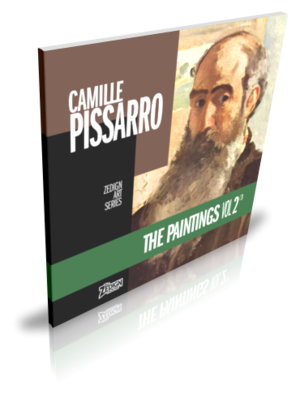 CAMILLE
PISSARRO
ZEDIGN
ART
SERIES
THE PAINTINGS VOL 2
ZEDIGN